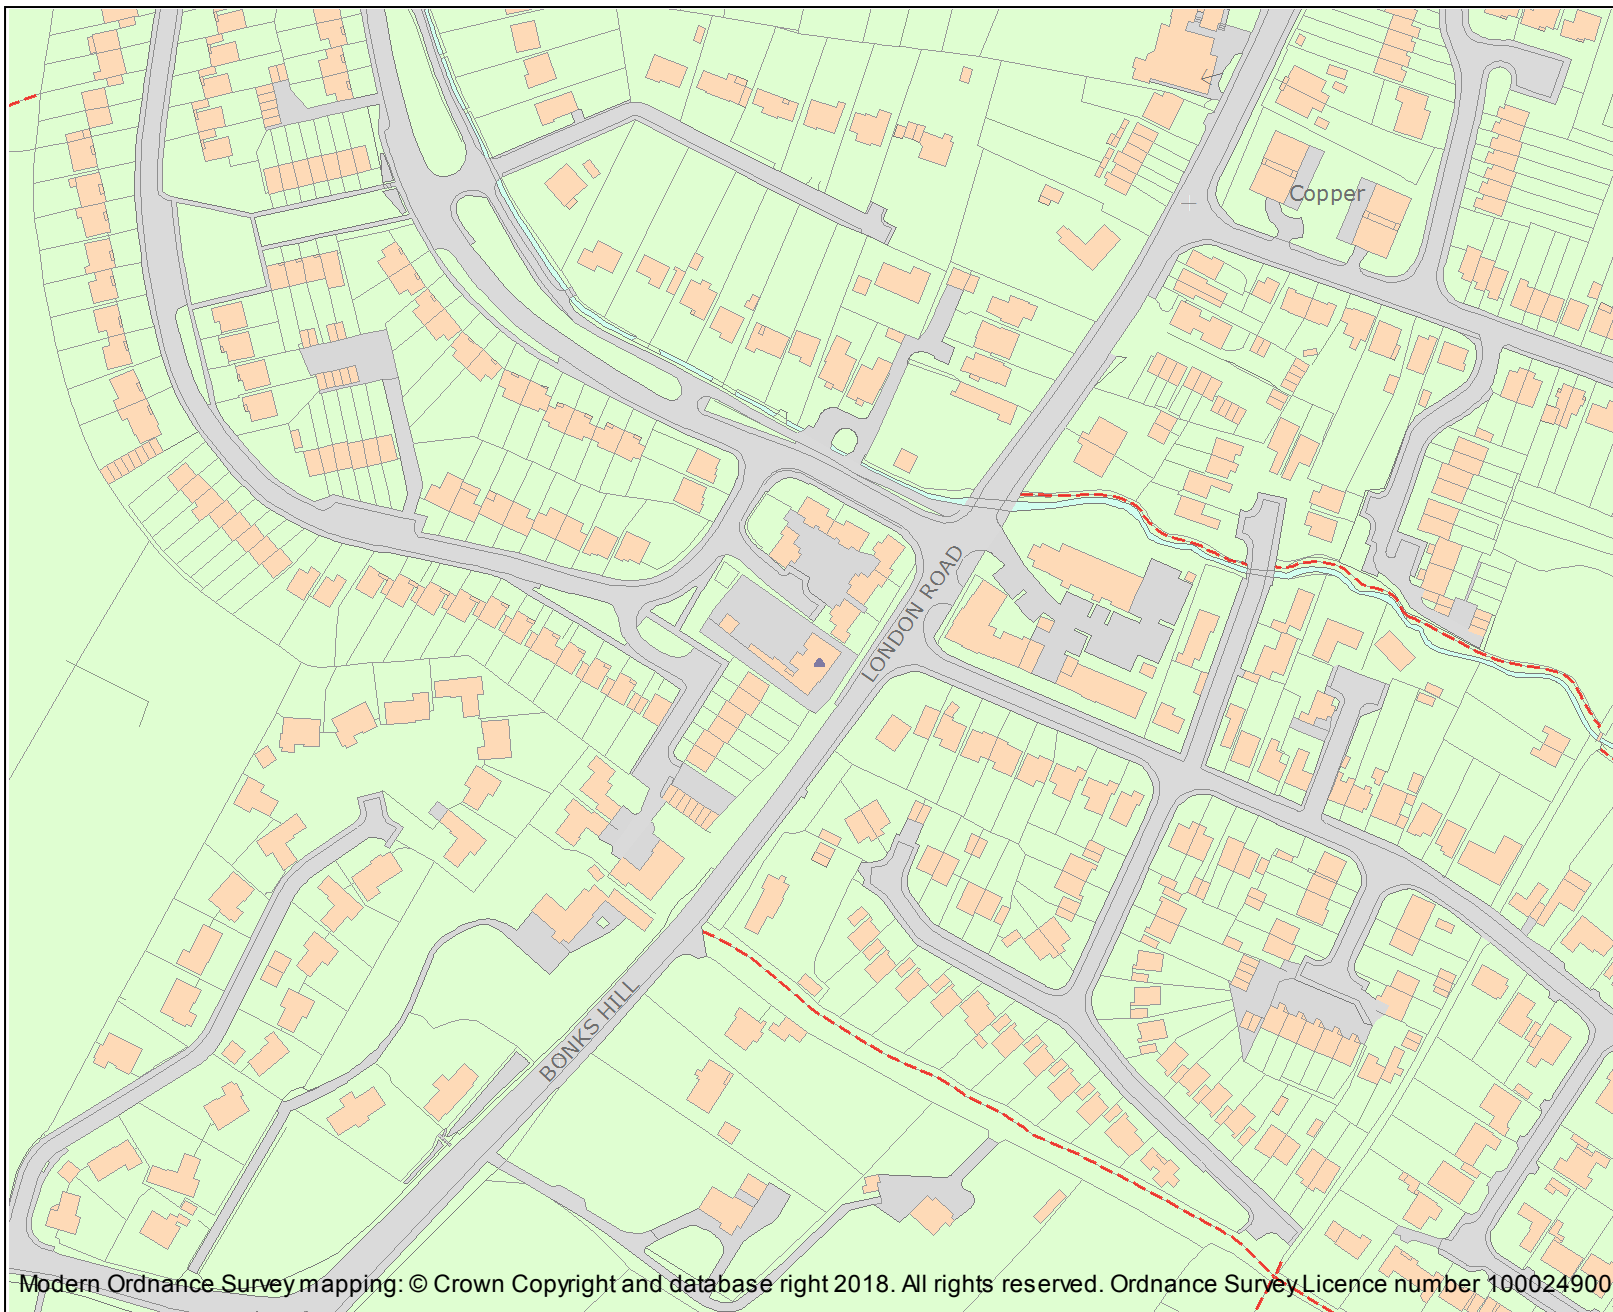 Copper
LONDON ROAD
BONKS HILL
Modern Ordnance Survey mapping: © Crown Copyright and database right 2018. All rights reserved. Ordnance Survey Licence number 100024900